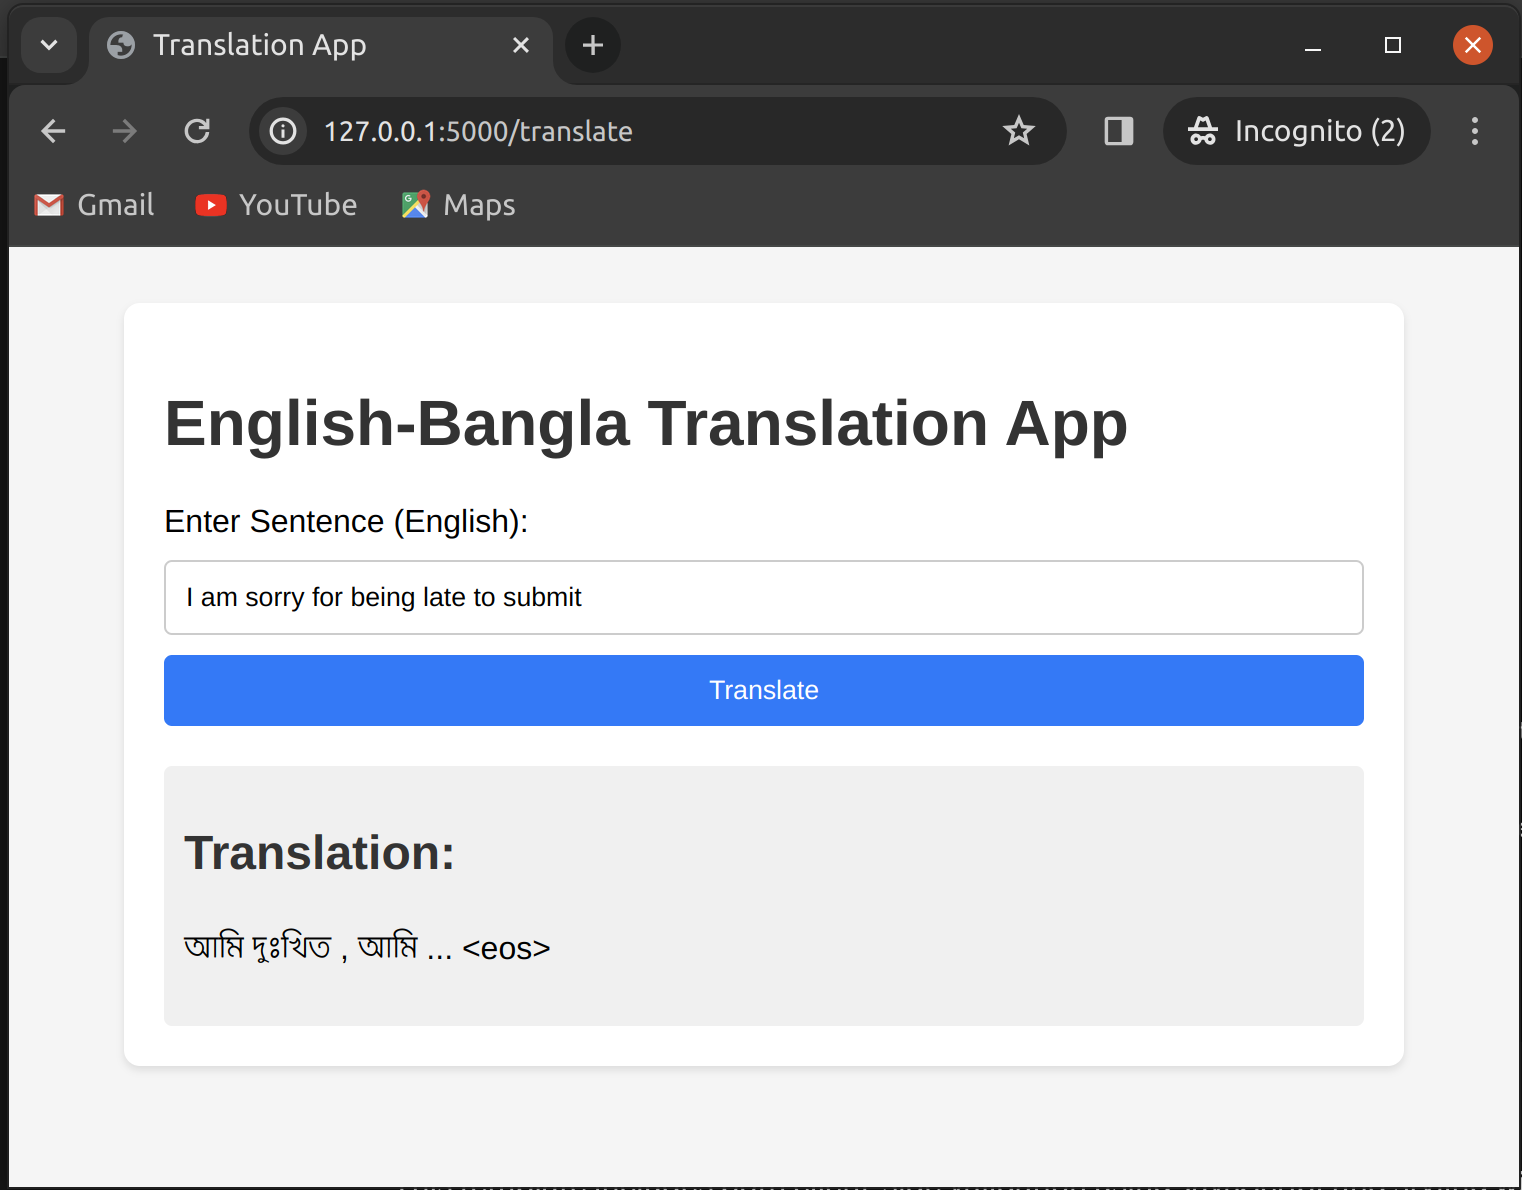 Translation App
127.0.0.1:5000/translate
Incognito (2)
Gmail YouTube Maps
English-Bangla Translation App
Enter Sentence (English):
I am sorry for being late to submit
Translate
Translation:
আমি দুঃখিত , আমি ... <eos>